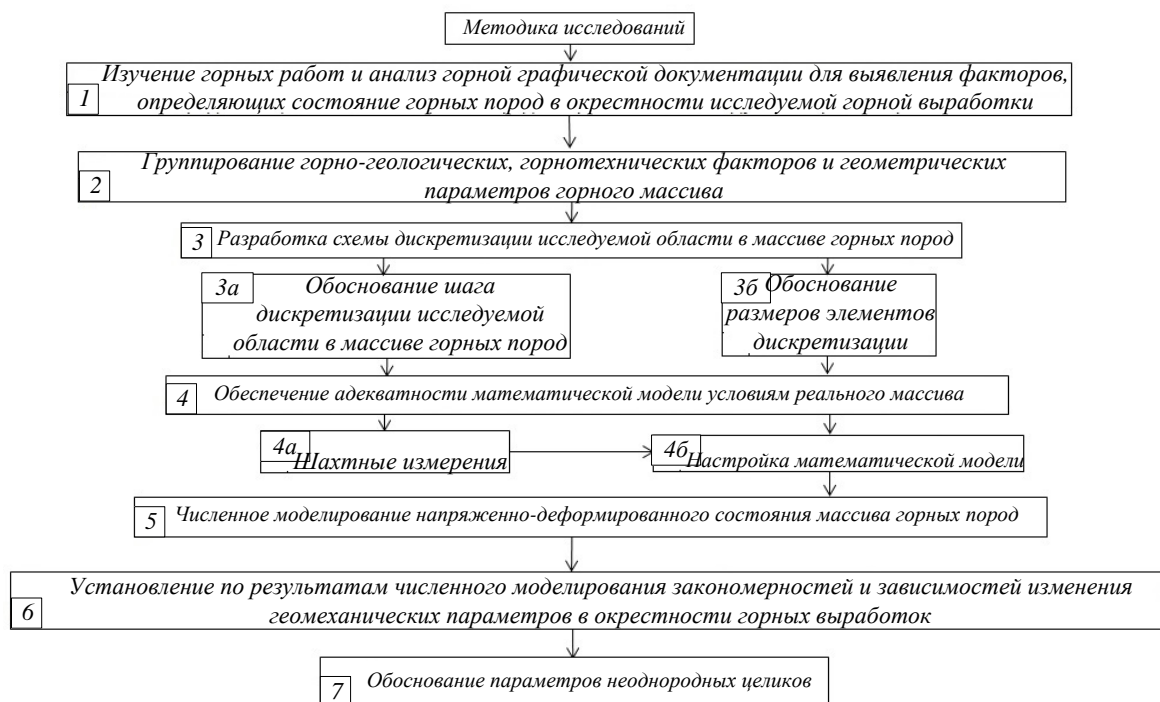 Методика исследований
Изучение горных работ и анализ горной графической документации для выявления факторов,
1 определяющих состояние горных пород в окрестности исследуемой горной выработки
Группирование горно-геологических, горнотехнических факторов и геометрических
2 параметров горного массива
3 Разработка схемы дискретизации исследуемой области в массиве горных пород
3а Обоснование шага
дискретизации исследуемой
области в массиве горных пород
3б Обоснование
размеров элементов
дискретизации
4 Обеспечение адекватности математической модели условиям реального массива
4а Шахтные измерения
4б Настройка математической модели
5 Численное моделирование напряженно-деформированного состояния массива горных пород
Установление по результатам численного моделирования закономерностей и зависимостей изменения
6 геомеханических параметров в окрестности горных выработок
7 Обоснование параметров неоднородных целиков